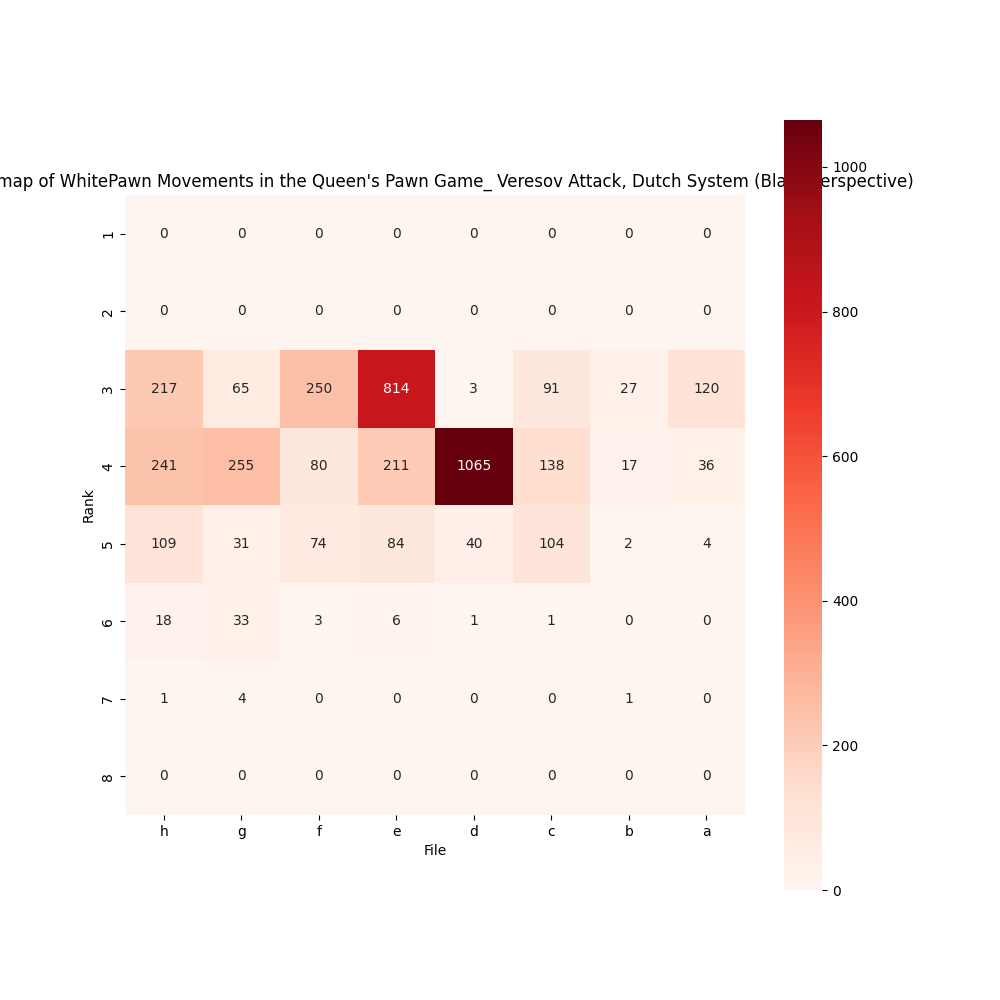 map of WhitePawn Movements in the Queen's Pawn Game_ Veresov Attack, Dutch System (Bla erspective)
1 0 0 0 0 0 0 0 0
2 0 0 0 0 0 0 0 0
3 217 65 250 814 3 91 27 120
4 241 255 80 211 1065 138 17 36
5 109 31 74 84 40 104 2 4
6 18 33 3 6 1 1 0 0
7 1 4 0 0 0 0 1 0
8 0 0 0 0 0 0 0 0
h g f e d c b a
File
Rank
1000
800
600
400
200
0